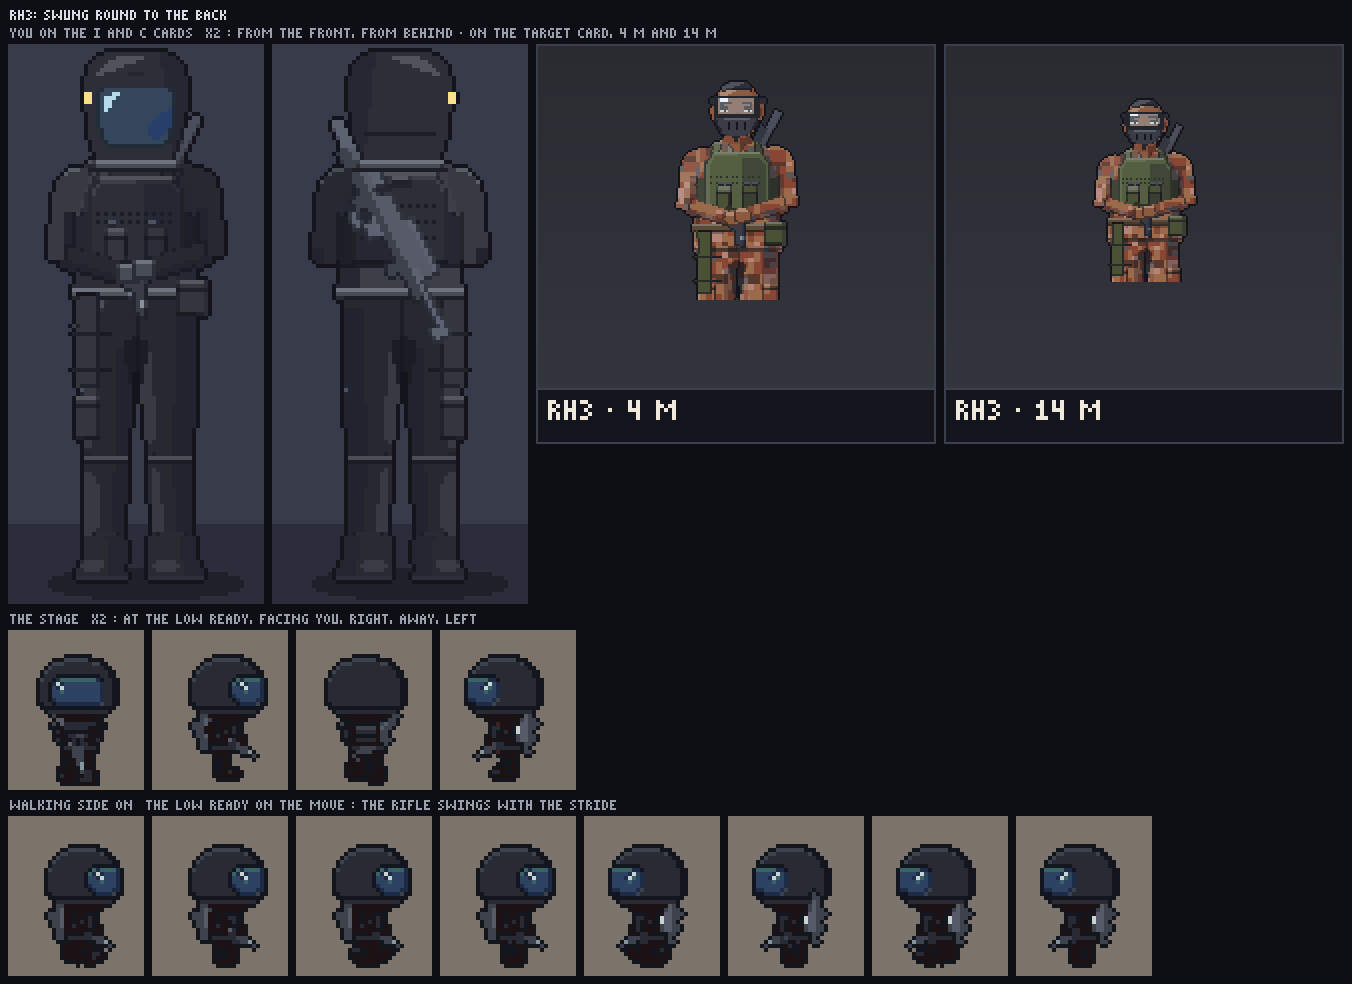 RH3: SWUNG ROUND TO THE BACK
YOU ON THE I AND C CARDS X2 : FROM THE FRONT, FROM BEHIND · ON THE TARGET CARD, 4 M AND 14 M
RH3 · 4 M
RH3 · 14 M
THE STAGE X2 : AT THE LOW READY, FACING YOU, RIGHT, AWAY, LEFT
WALKING SIDE ON THE LOW READY ON THE MOVE : THE RIFLE SWINGS WITH THE STRIDE